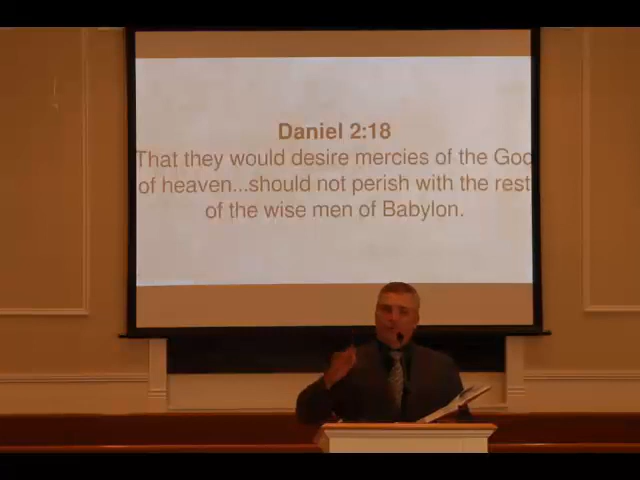 Daniel 2:18
That they would desire mercies of the God
of heaven...should not perish with the rest
of the wise men of Babylon.